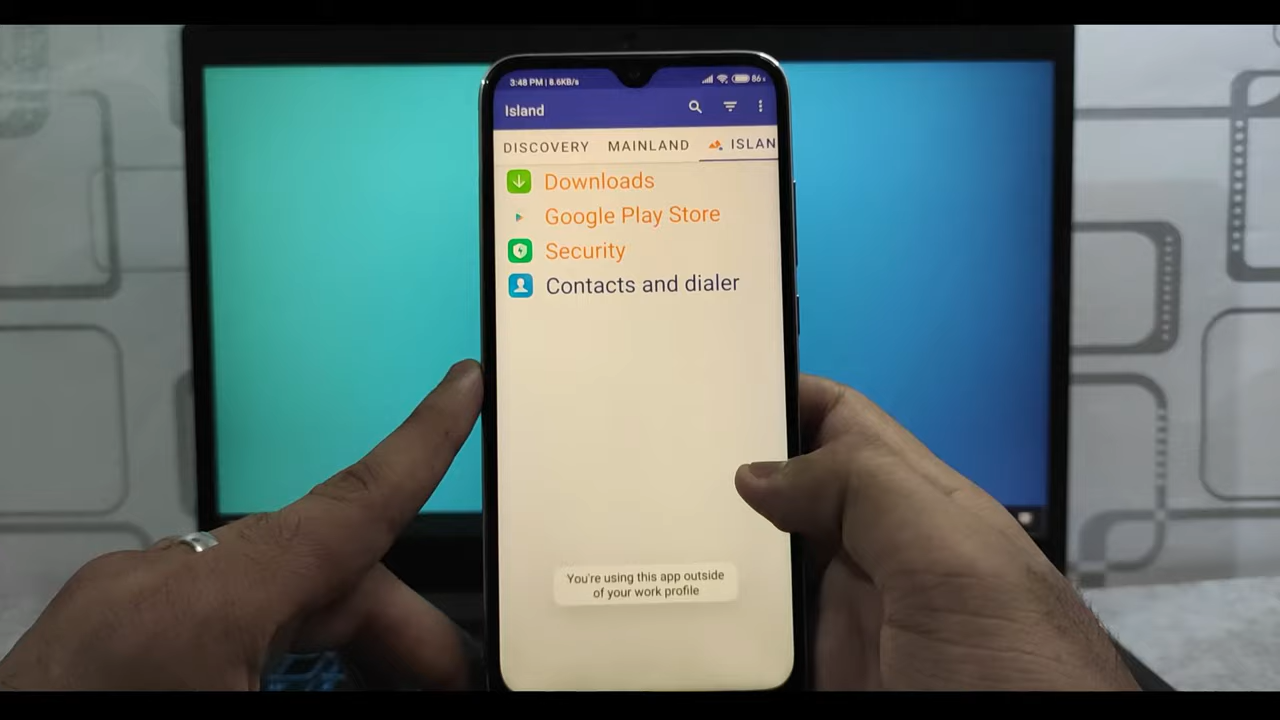 3:48 PM | 8.6KB/s 86
Island
DISCOVERY MAINLAND ISLAN
Downloads
Google Play Store
Security
Contacts and dialer
You're using this app outside
of your work profile